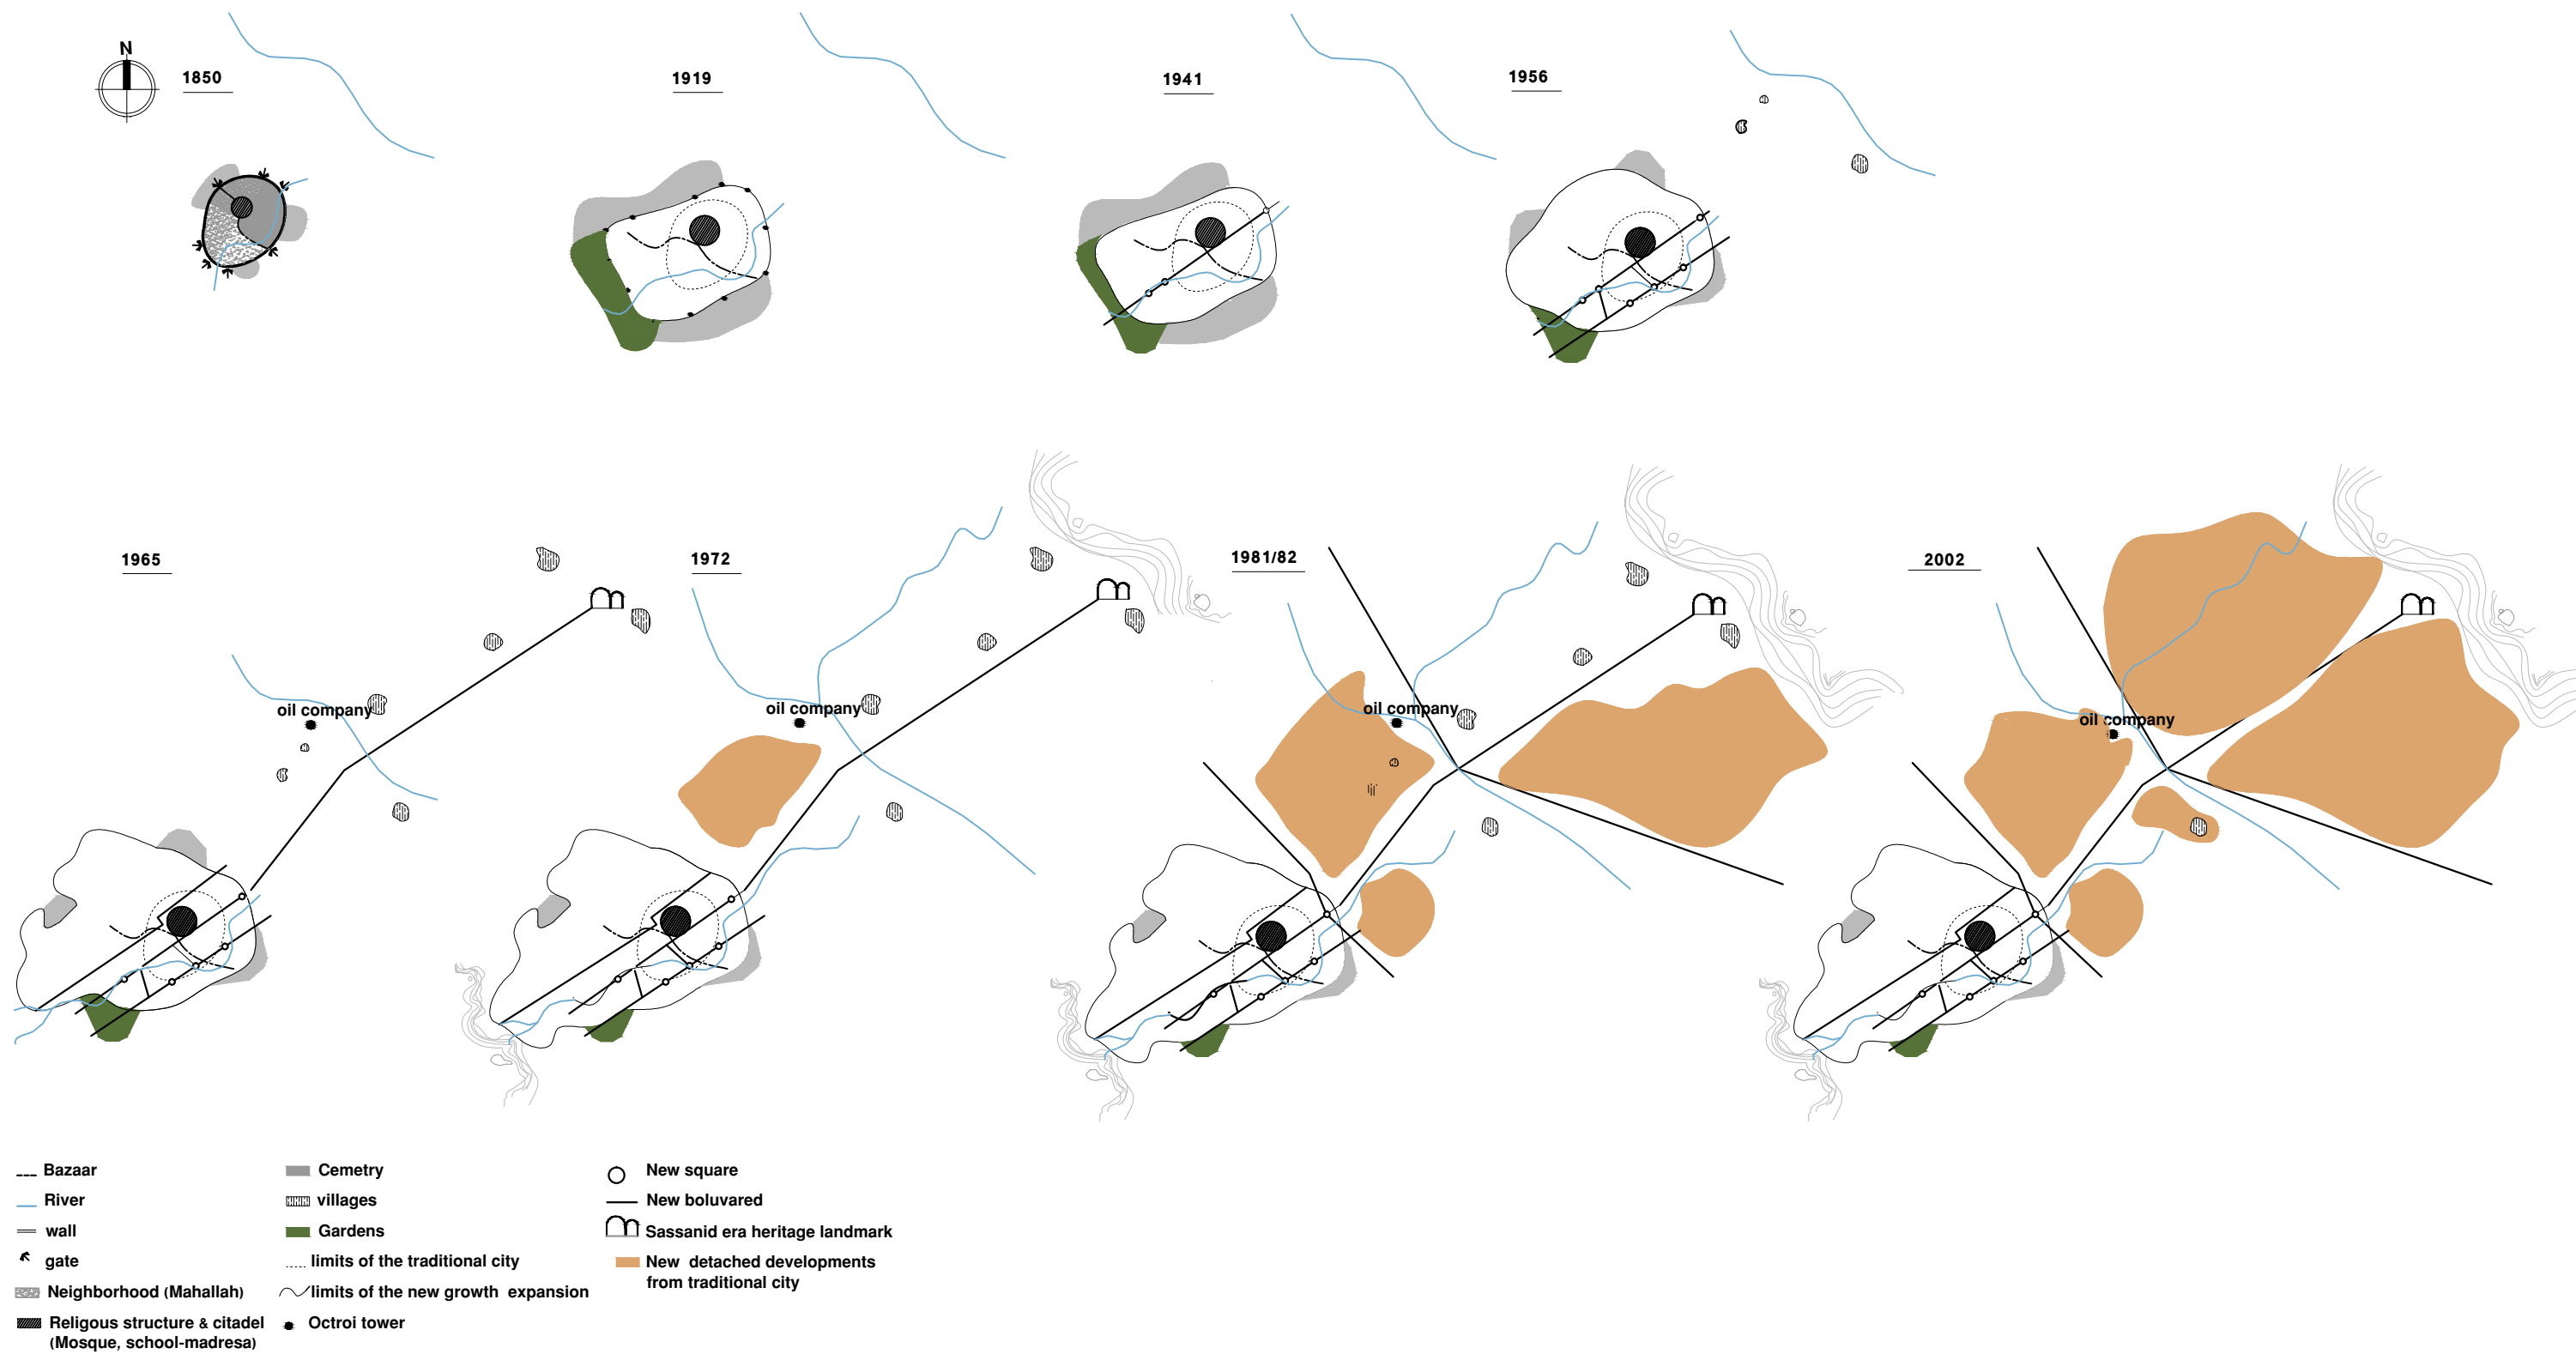 N
1850
1919
1941
1956
1965
oil company
1972
oil company
1981/82
oil company
2002
oil company
Bazaar
River
wall
gate
Neighborhood (Mahallah)
Religous structure & citadel
(Mosque, school-madresa)
Cemetry
villages
Gardens
limits of the traditional city
limits of the new growth expansion
Octroi tower
New square
New boluvared
Sassanid era heritage landmark
New detached developments
from traditional city